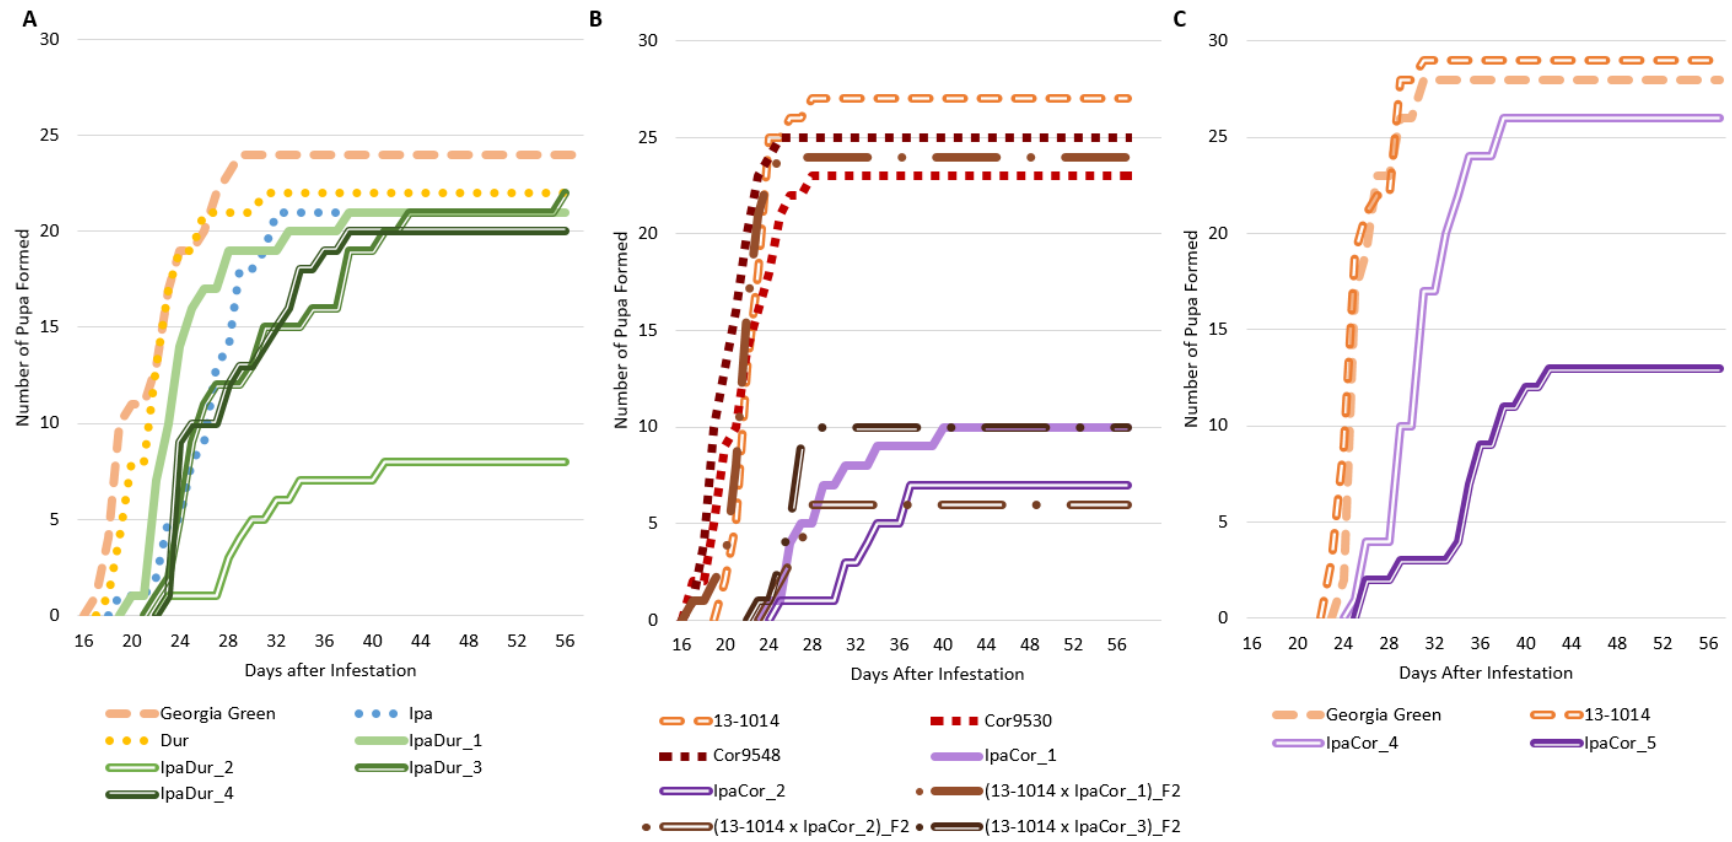 A
30
25
20
15
10
5
0
Number of Pupa Formed
16 20 24 28 32 36 40 44 48 52 56
Days after Infestation
Georgia Green Ipa
Dur IpaDur_1
IpaDur_2 IpaDur_3
IpaDur_4
B
30
25
20
15
10
5
0
Number of Pupa Formed
16 20 24 28 32 36 40 44 48 52 56
Days After Infestation
13-1014 Cor9530
Cor9548 IpaCor_1
IpaCor_2 (13-1014 x IpaCor_1)_F2
(13-1014 x IpaCor_2)_F2 (13-1014 x IpaCor_3)_F2
C
30
25
20
15
10
5
0
Number of Pupa Formed
16 20 24 28 32 36 40 44 48 52 56
Days After Infestation
Georgia Green 13-1014
IpaCor_4 IpaCor_5